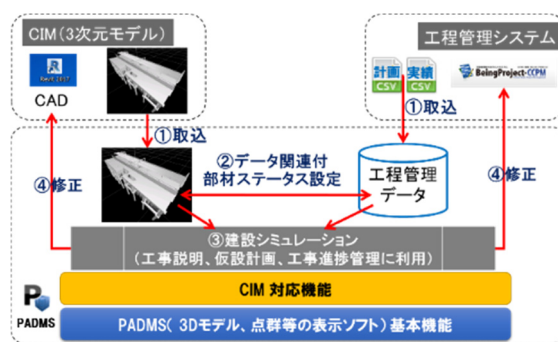 CIM(3次元モデル)
工程管理システム
CAD
計画
CSV
実績
CSV
BeingProject-CCPM
①取込
①取込
②データ関連付
部材ステータス設定
工程管理
データ
④修正
④修正
③建設シミュレーション
(工事説明、仮設計画、工事進捗管理に利用)
CIM 対応機能
PADMS
PADMS( 3Dモデル、点群等の表示ソフト)基本機能